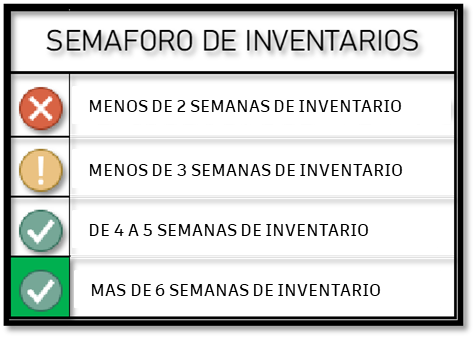 SEMAFORO DE INVENTARIOS
MENOS DE 2 SEMANAS DE INVENTARIO
MENOS DE 3 SEMANAS DE INVENTARIO
DE 4 A 5 SEMANAS DE INVENTARIO
MAS DE 6 SEMANAS DE INVENTARIO